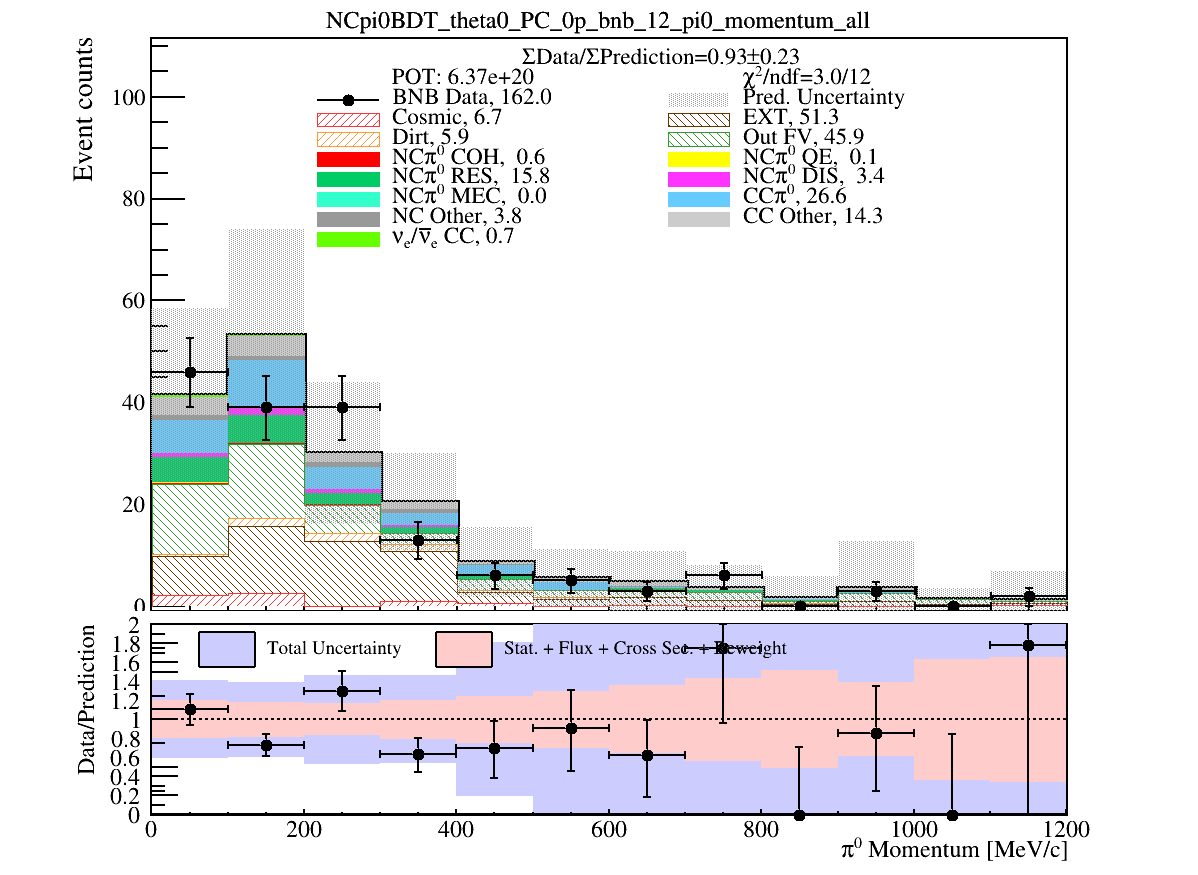 NCpi0BDT_theta0_PC_0p_bnb_12_pi0_momentum_all
ΣData/ΣPrediction=0.93±0.23
POT: 6.37e+20
χ²/ndf=3.0/12
BNB Data, 162.0
Pred. Uncertainty
Cosmic, 6.7
EXT, 51.3
Dirt, 5.9
Out FV, 45.9
NCπ⁰ COH, 0.6
NCπ⁰ QE, 0.1
NCπ⁰ RES, 15.8
NCπ⁰ DIS, 3.4
NCπ⁰ MEC, 0.0
CCπ⁰, 26.6
NC Other, 3.8
CC Other, 14.3
νₑ/ν̅ₑ CC, 0.7
Event counts
100
80
60
40
20
0
Total Uncertainty
Stat. + Flux + Cross Sec. + Reweight
Data/Prediction
2
1.8
1.6
1.4
1.2
1
0.8
0.6
0.4
0.2
0
0 200 400 600 800 1000 1200
π⁰ Momentum [MeV/c]